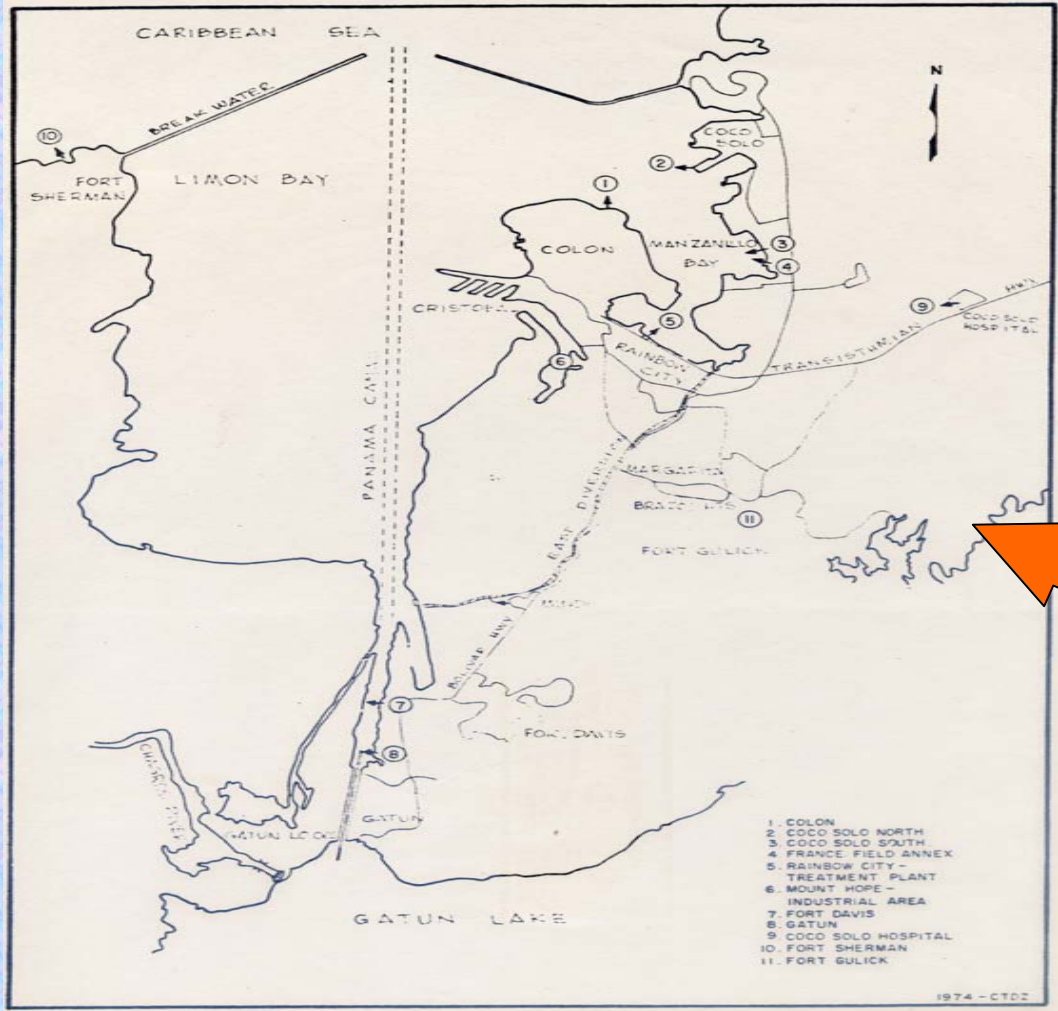 CARIBBEAN SEA
N
BREAK WATER
10
FORT
SHERMAN
LIMON BAY
COCO
SOLO
2
1
COLON
MANZANILLO
BAY
3
4
CRISTOBAL
9
COCO SOLO
HOSPITAL
TRANSISTHMIAN HWY
5
RAINBOW
CITY
6
PANAMA CANAL
MARGARITA
11
FORT GULICK
EAST DIVERSION
MINDI
BOLIVAR HWY
7
FORT DAVIS
8
CHAGRES RIVER
GATUN LOCKS
GATUN
GATUN LAKE
1. COLON
2. COCO SOLO NORTH
3. COCO SOLO SOUTH
4. FRANCE FIELD ANNEX
5. RAINBOW CITY -
TREATMENT PLANT
6. MOUNT HOPE -
INDUSTRIAL AREA
7. FORT DAVIS
8. GATUN
9. COCO SOLO HOSPITAL
10. FORT SHERMAN
11. FORT GULICK
1974 - CTDZ